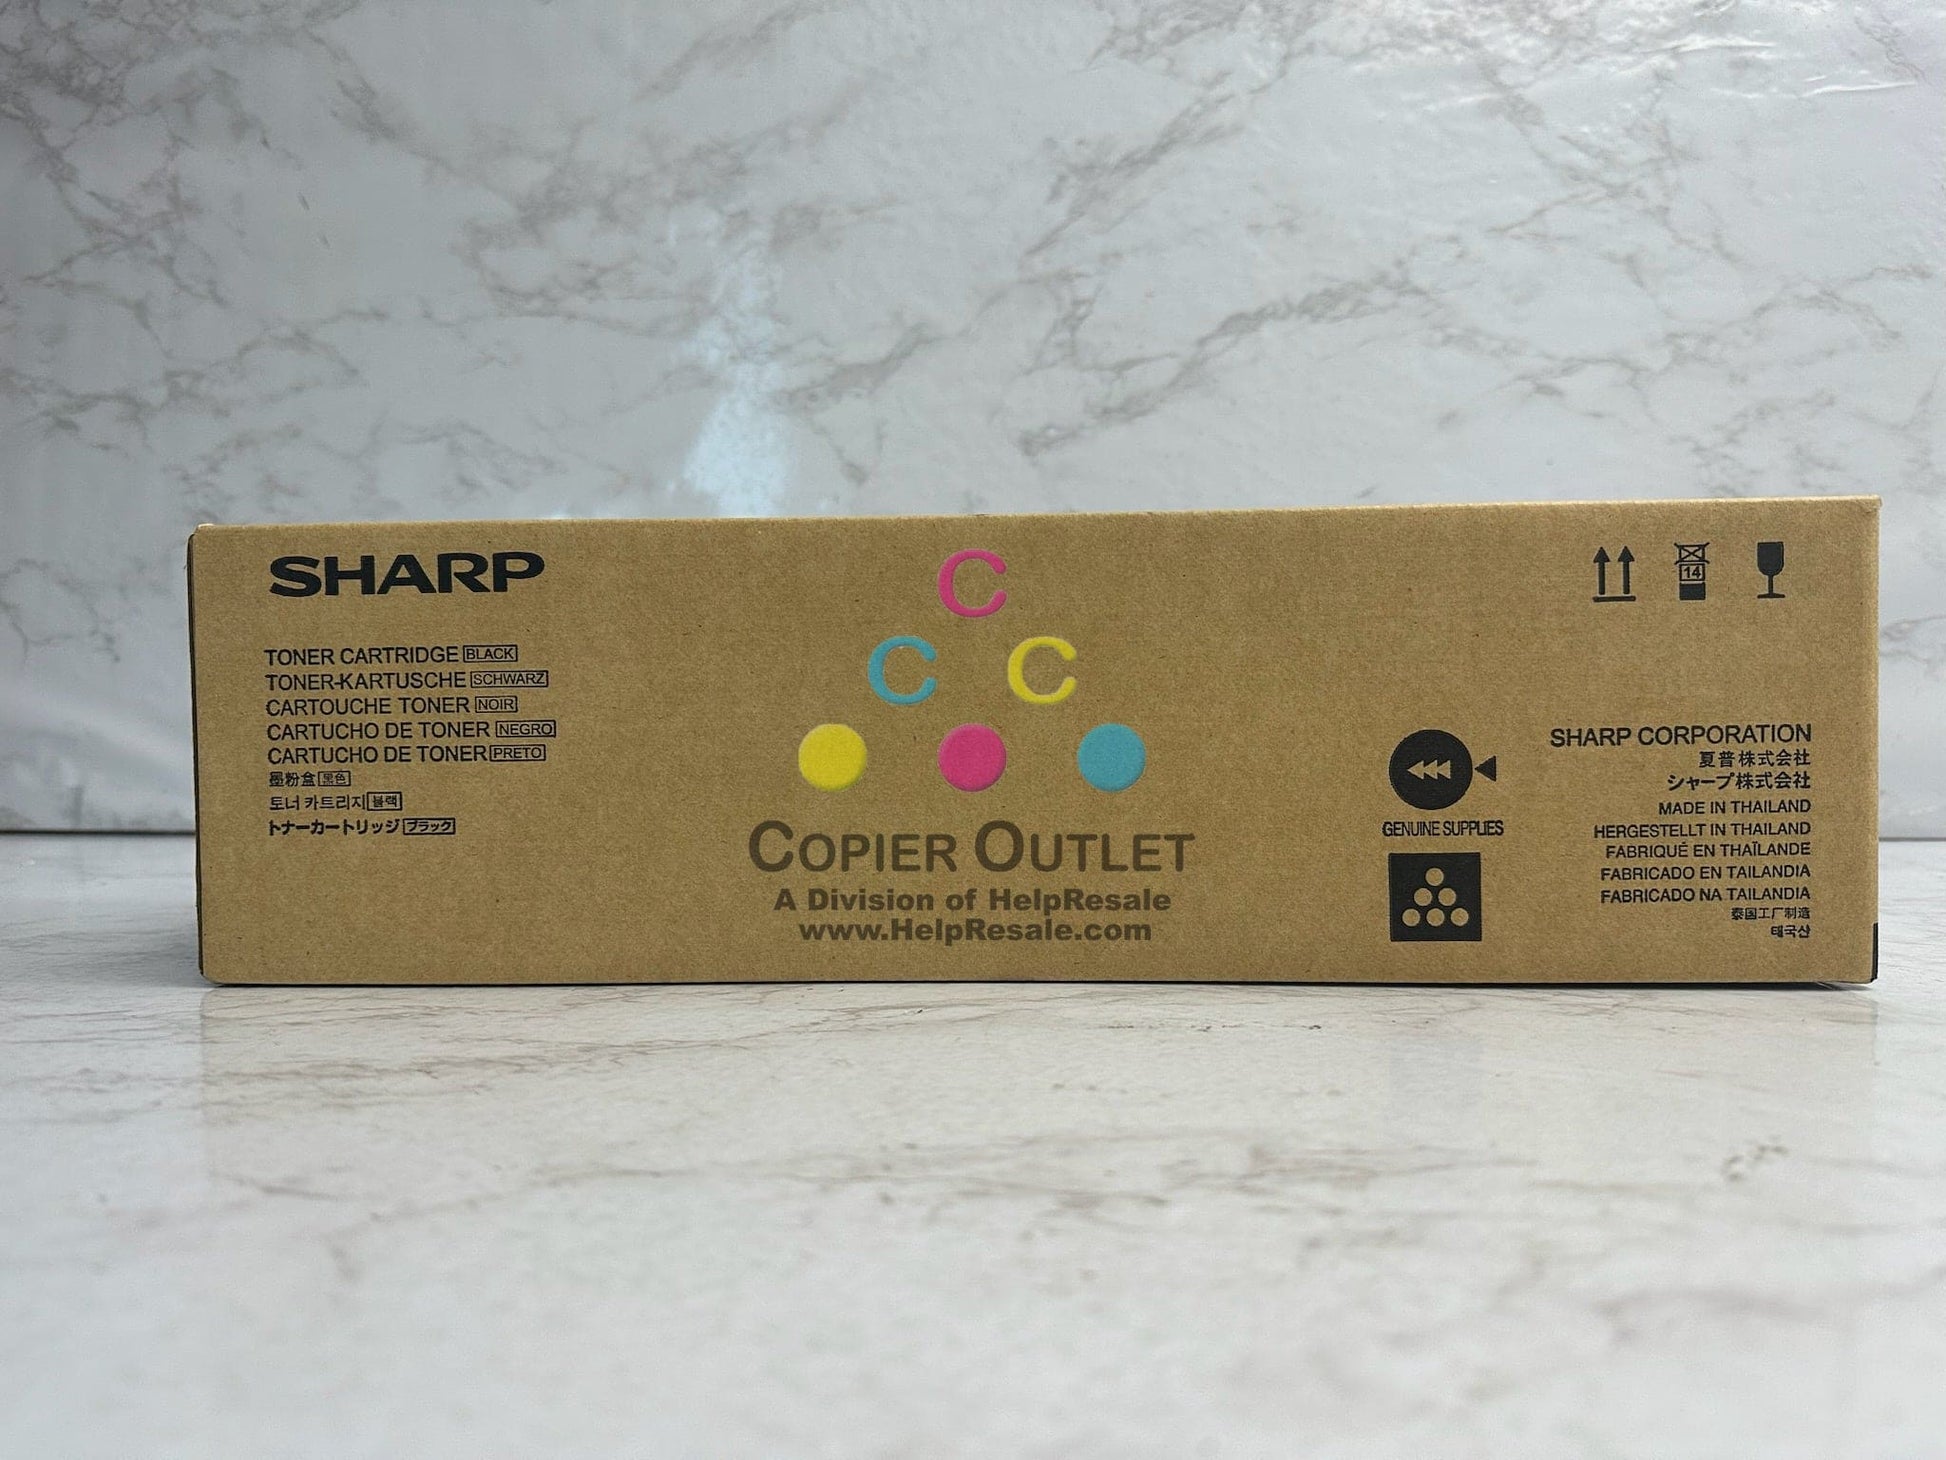 SHARP
TONER CARTRIDGE BLACK
TONER-KARTUSCHE SCHWARZ
CARTOUCHE TONER NOIR
CARTUCHO DE TONER NEGRO
CARTUCHO DE TONER PRETO
墨粉盒 黑色
토너 카트리지 블랙
トナーカートリッジ ブラック
C
C C
COPIER OUTLET
A Division of HelpResale
www.HelpResale.com
14
GENUINE SUPPLIES
SHARP CORPORATION
夏普株式会社
シャープ株式会社
MADE IN THAILAND
HERGESTELLT IN THAILAND
FABRIQUÉ EN THAÏLANDE
FABRICADO EN TAILANDIA
FABRICADO NA TAILANDIA
泰国工厂制造
태국산